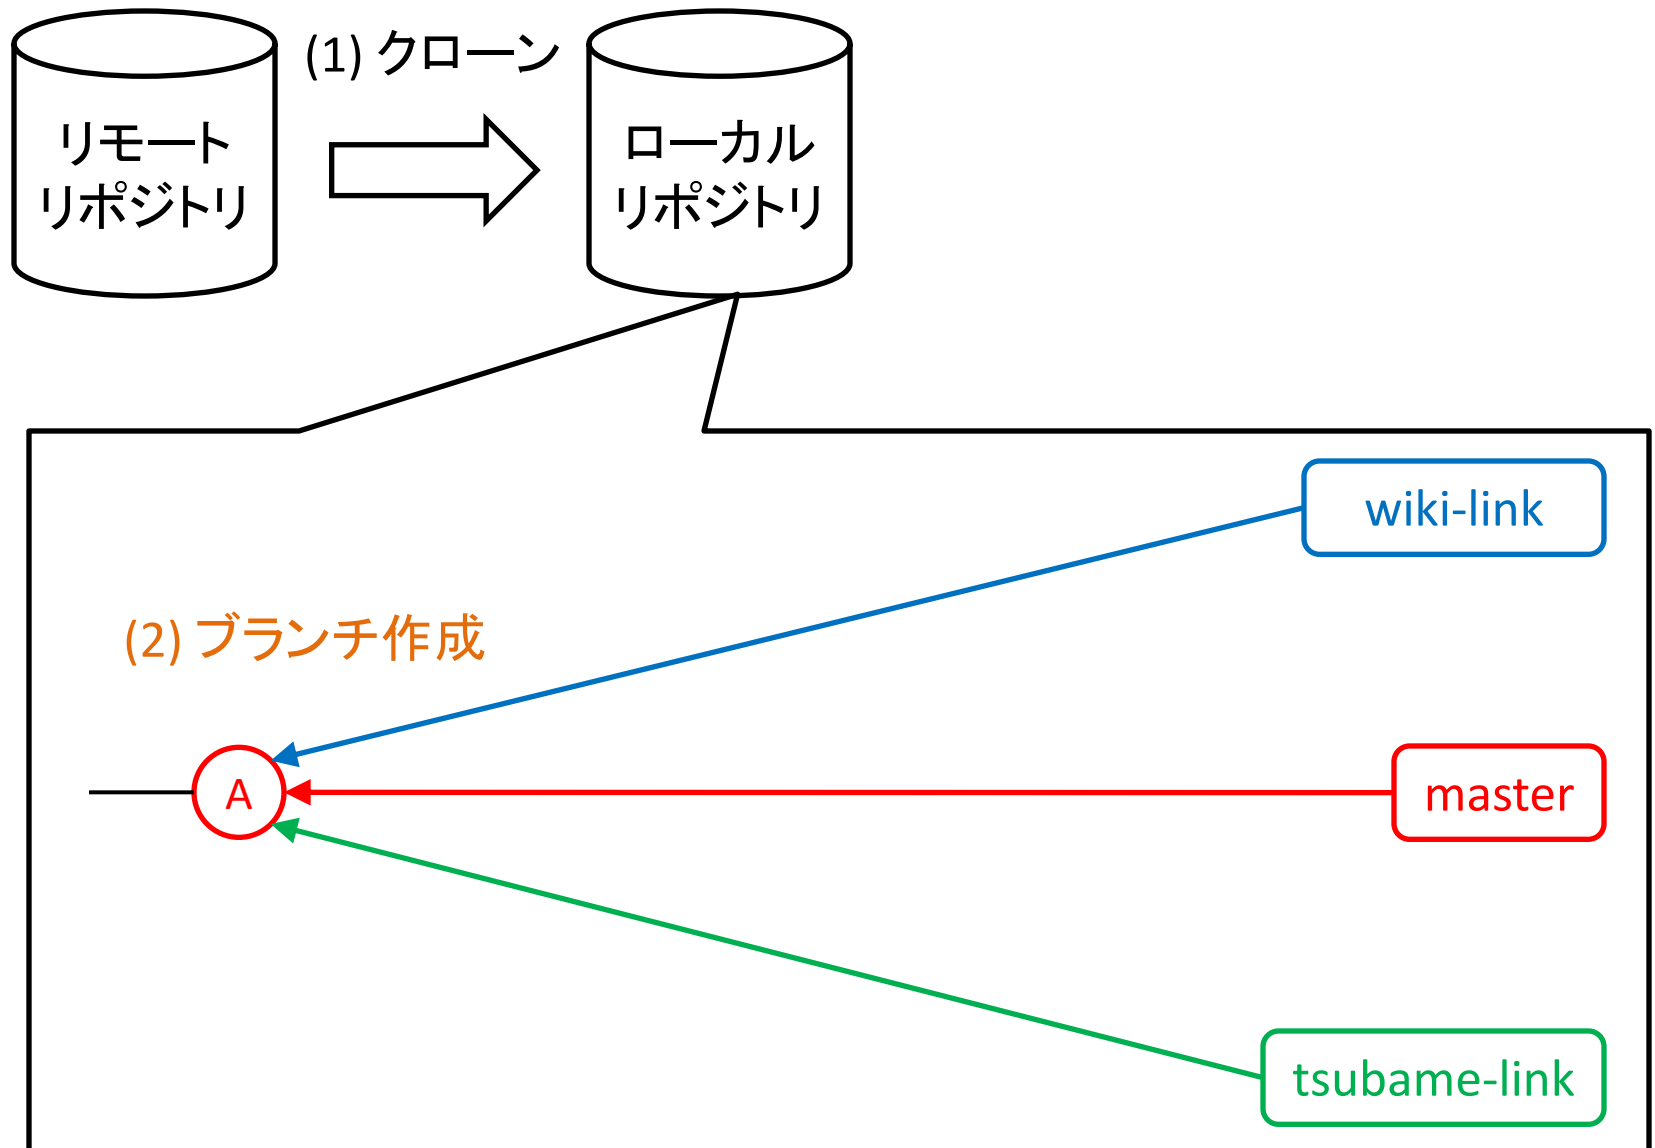 (1) クローン
リモート
リポジトリ
ローカル
リポジトリ
wiki-link
(2) ブランチ作成
A
master
tsubame-link